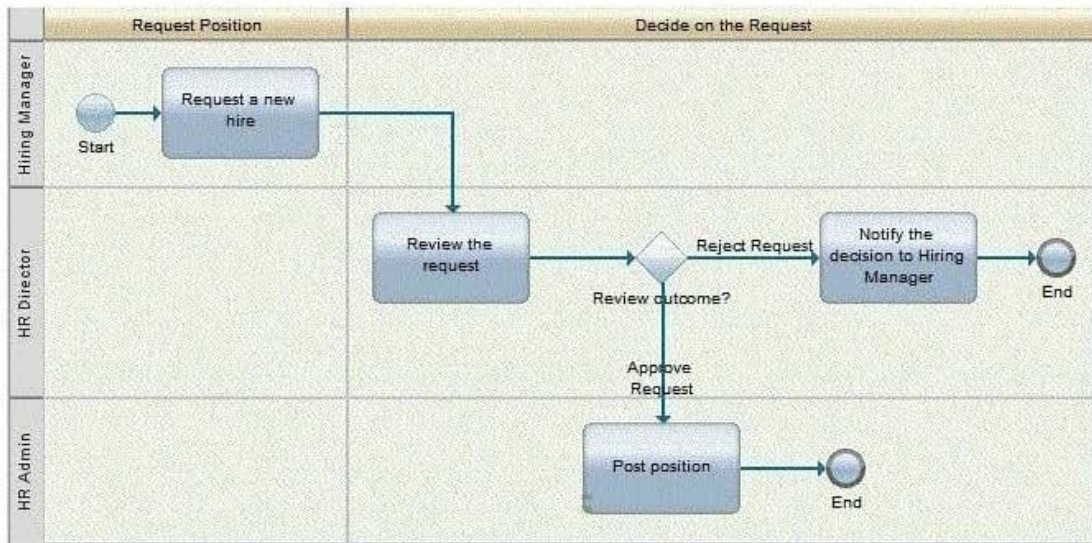 Request Position
Decide on the Request
Hiring Manager
Request a new
hire
Start
HR Director
Review the
request
Review outcome?
Reject Request
Notify the
decision to Hiring
Manager
End
Approve
Request
HR Admin
Post position
End